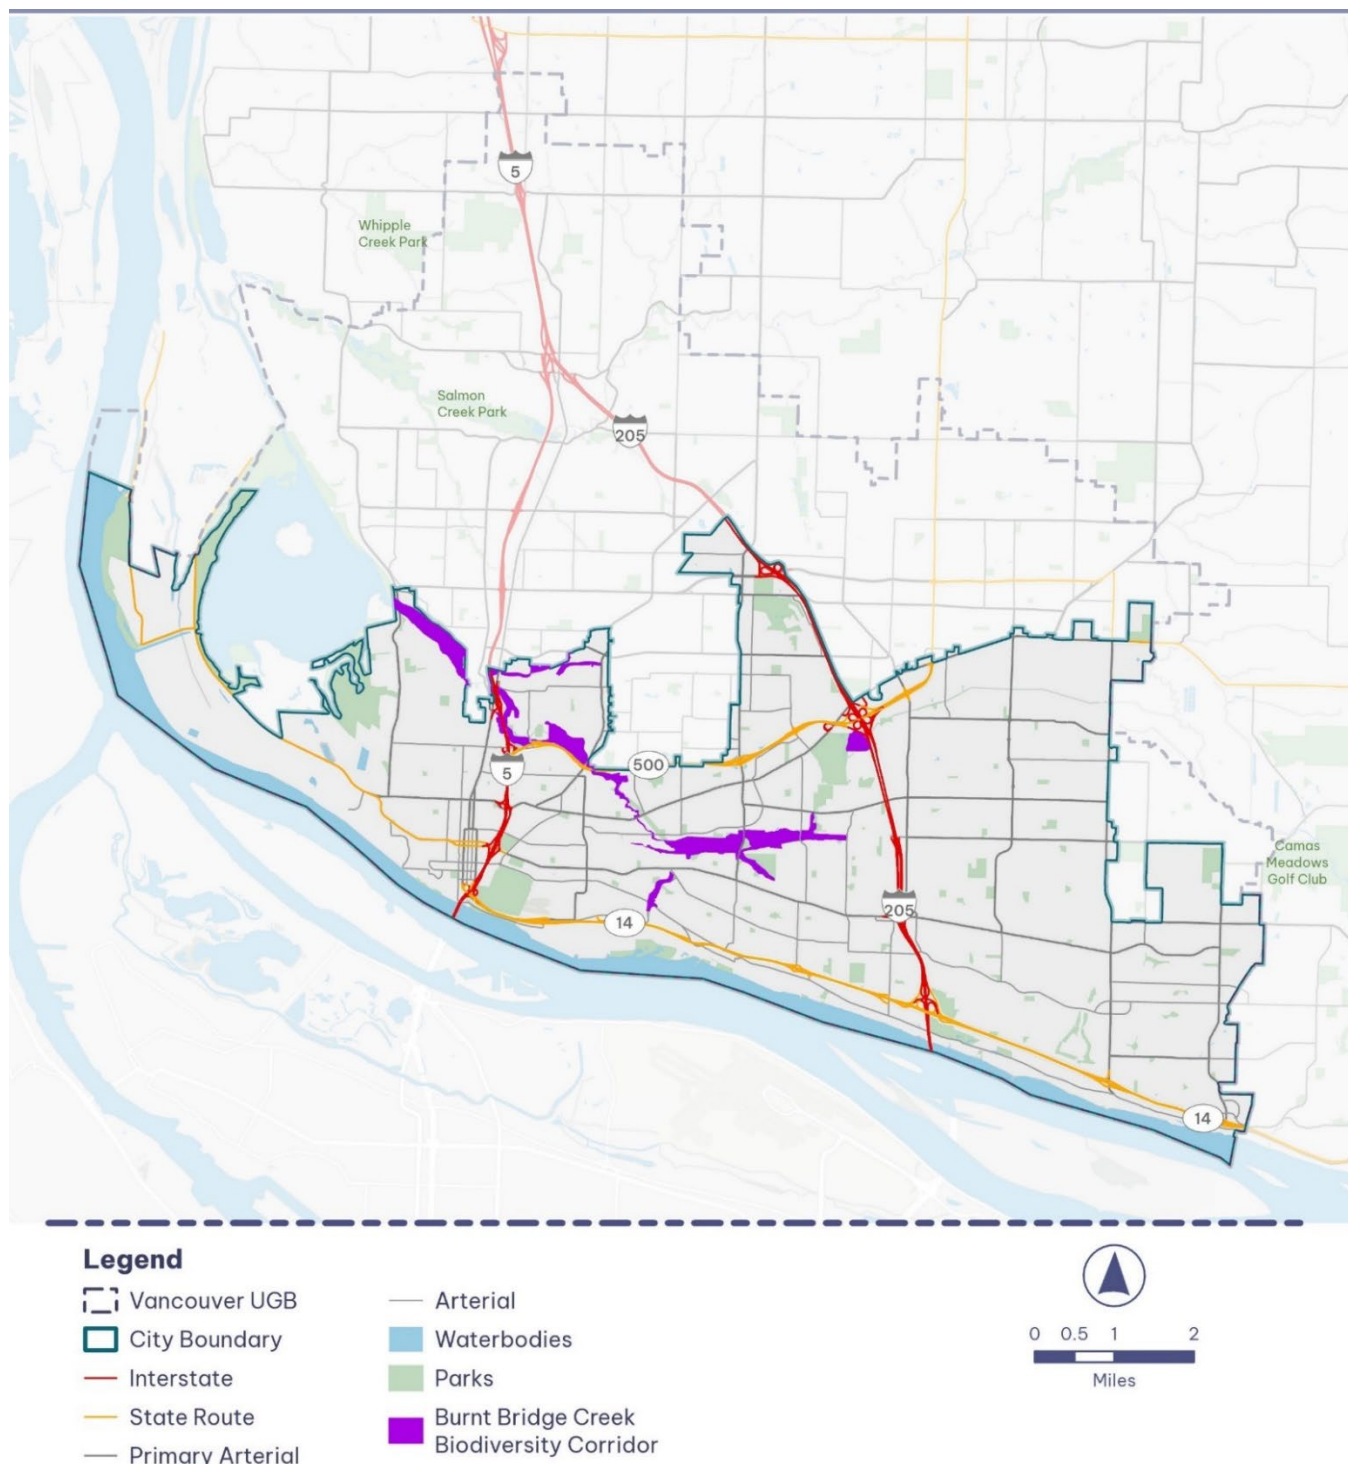 5
Whipple
Creek Park
Salmon
Creek Park
205
500
5
Camas
Meadows
Golf Club
205
14
14
Legend
Vancouver UGB
City Boundary
Interstate
State Route
Primary Arterial
Arterial
Waterbodies
Parks
Burnt Bridge Creek
Biodiversity Corridor
0 0.5 1 2
Miles